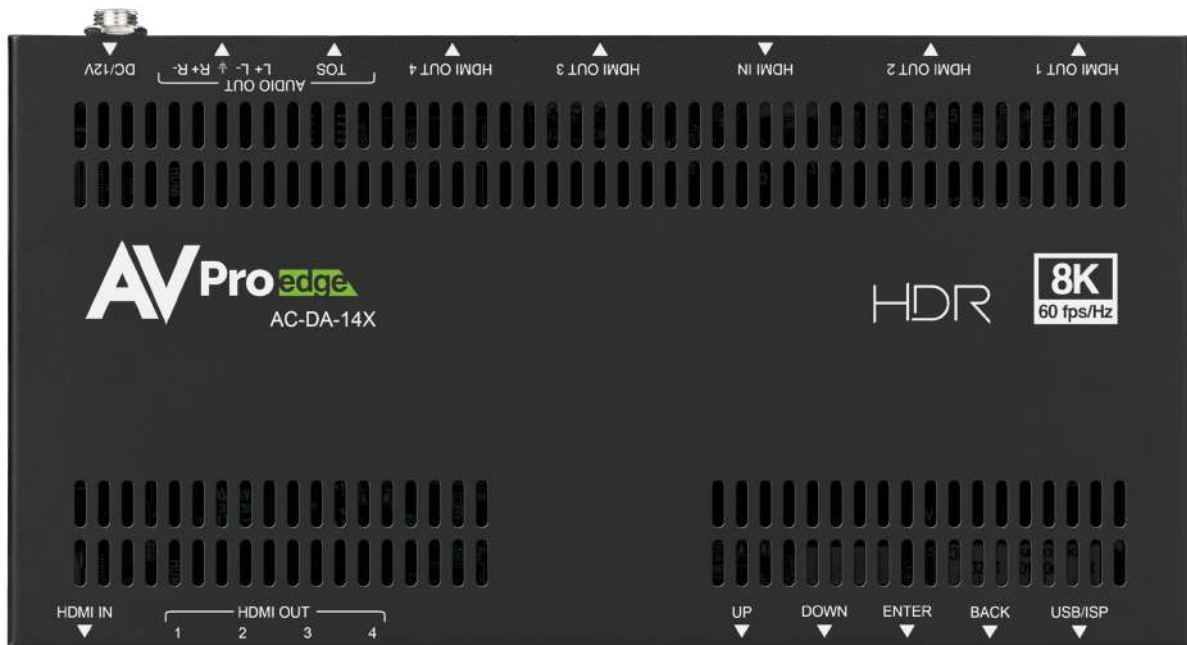 HDMI OUT 1
HDMI OUT 2
HDMI IN
HDMI OUT 3
HDMI OUT 4
AUDIO OUT
TOS
L+ L- ⏚ R+ R-
DC/12V
AVPro edge
AC-DA-14X
HDR
8K
60 fps/Hz
HDMI IN
HDMI OUT
1 2 3 4
UP
DOWN
ENTER
BACK
USB/ISP